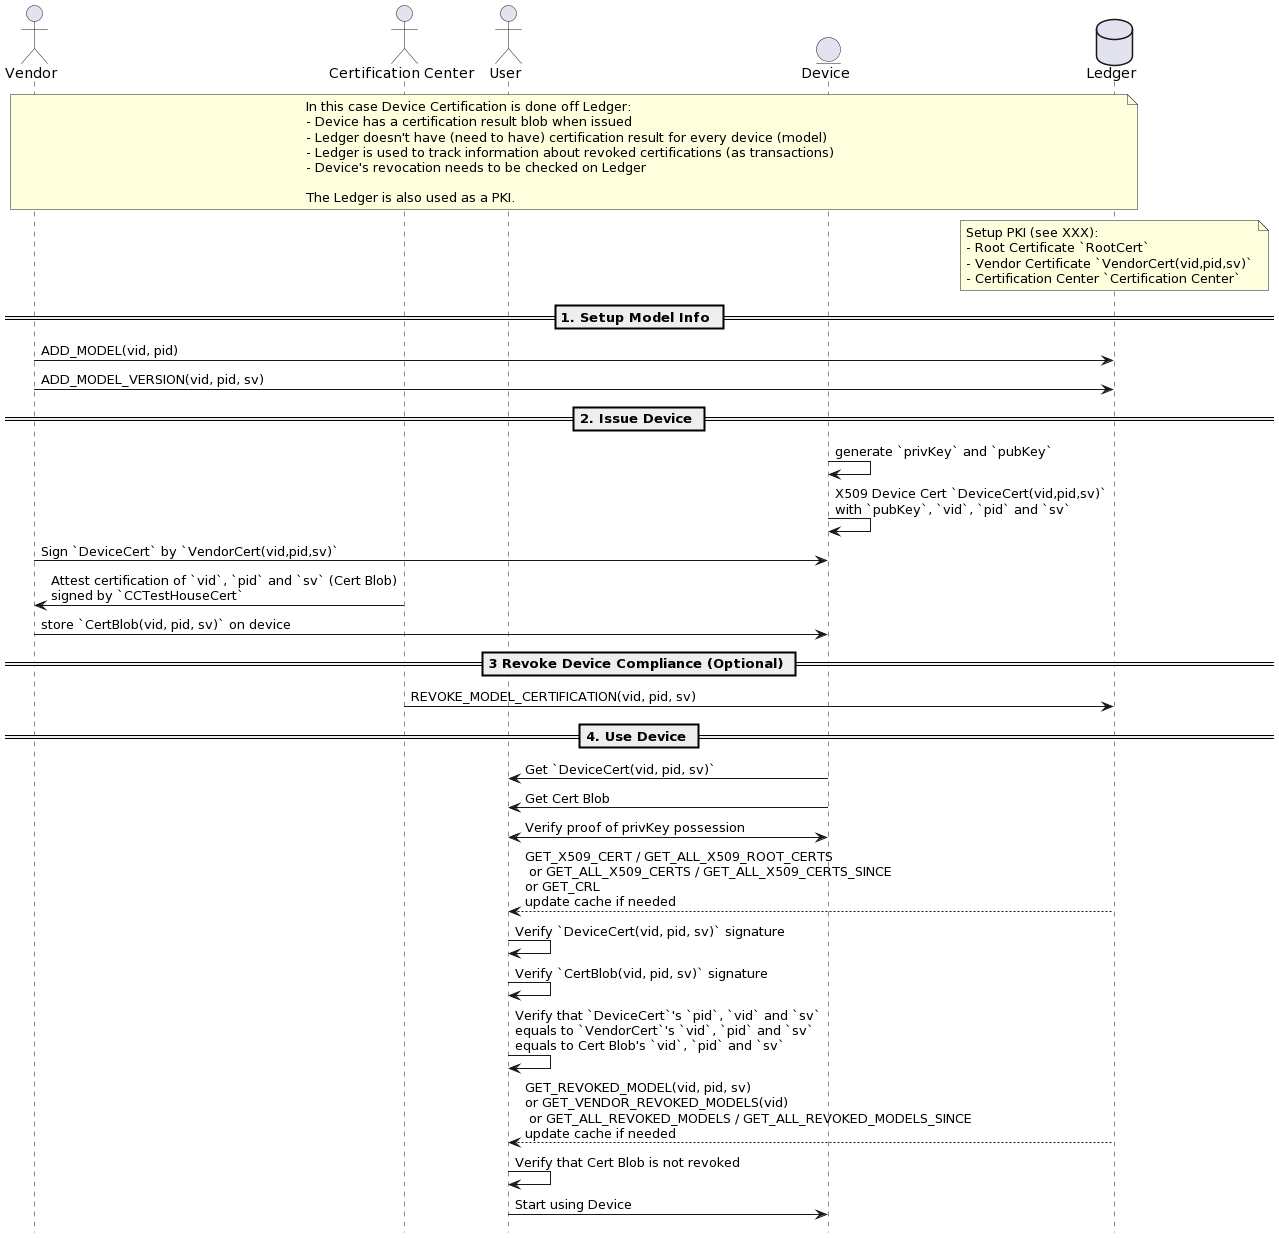 Vendor
Certification Center
User
Device
Ledger
In this case Device Certification is done off Ledger:
- Device has a certification result blob when issued
- Ledger doesn't have (need to have) certification result for every device (model)
- Ledger is used to track information about revoked certifications (as transactions)
- Device's revocation needs to be checked on Ledger
The Ledger is also used as a PKI.
Setup PKI (see XXX):
- Root Certificate `RootCert`
- Vendor Certificate `VendorCert(vid,pid,sv)`
- Certification Center `Certification Center`
1. Setup Model Info
ADD_MODEL(vid, pid)
ADD_MODEL_VERSION(vid, pid, sv)
2. Issue Device
generate `privKey` and `pubKey`
X509 Device Cert `DeviceCert(vid,pid,sv)`
with `pubKey`, `vid`, `pid` and `sv`
Sign `DeviceCert` by `VendorCert(vid,pid,sv)`
Attest certification of `vid`, `pid` and `sv` (Cert Blob)
signed by `CCTestHouseCert`
store `CertBlob(vid, pid, sv)` on device
3 Revoke Device Compliance (Optional)
REVOKE_MODEL_CERTIFICATION(vid, pid, sv)
4. Use Device
Get `DeviceCert(vid, pid, sv)`
Get Cert Blob
Verify proof of privKey possession
GET_X509_CERT / GET_ALL_X509_ROOT_CERTS
or GET_ALL_X509_CERTS / GET_ALL_X509_CERTS_SINCE
or GET_CRL
update cache if needed
Verify `DeviceCert(vid, pid, sv)` signature
Verify `CertBlob(vid, pid, sv)` signature
Verify that `DeviceCert`'s `pid`, `vid` and `sv`
equals to `VendorCert`'s `vid`, `pid` and `sv`
equals to Cert Blob's `vid`, `pid` and `sv`
GET_REVOKED_MODEL(vid, pid, sv)
or GET_VENDOR_REVOKED_MODELS(vid)
or GET_ALL_REVOKED_MODELS / GET_ALL_REVOKED_MODELS_SINCE
update cache if needed
Verify that Cert Blob is not revoked
Start using Device